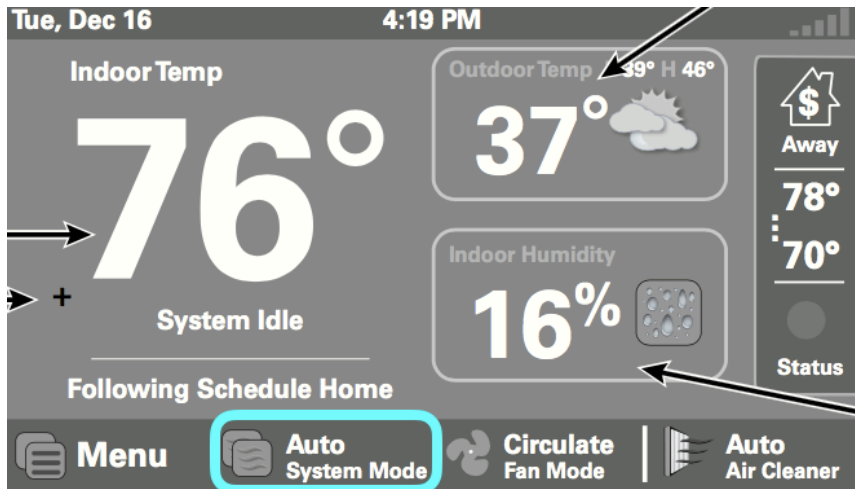 Tue, Dec 16
4:19 PM
Indoor Temp
76°
+
System Idle
Following Schedule Home
Outdoor Temp 39° H 46°
37°
Indoor Humidity
16%
$
Away
78°
70°
Status
Menu
Auto
System Mode
Circulate
Fan Mode
Auto
Air Cleaner